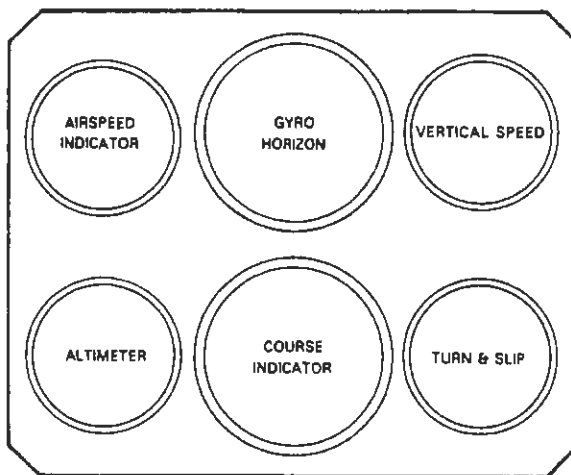 AIRSPEED
INDICATOR
GYRO
HORIZON
VERTICAL SPEED
ALTIMETER
COURSE
INDICATOR
TURN & SLIP